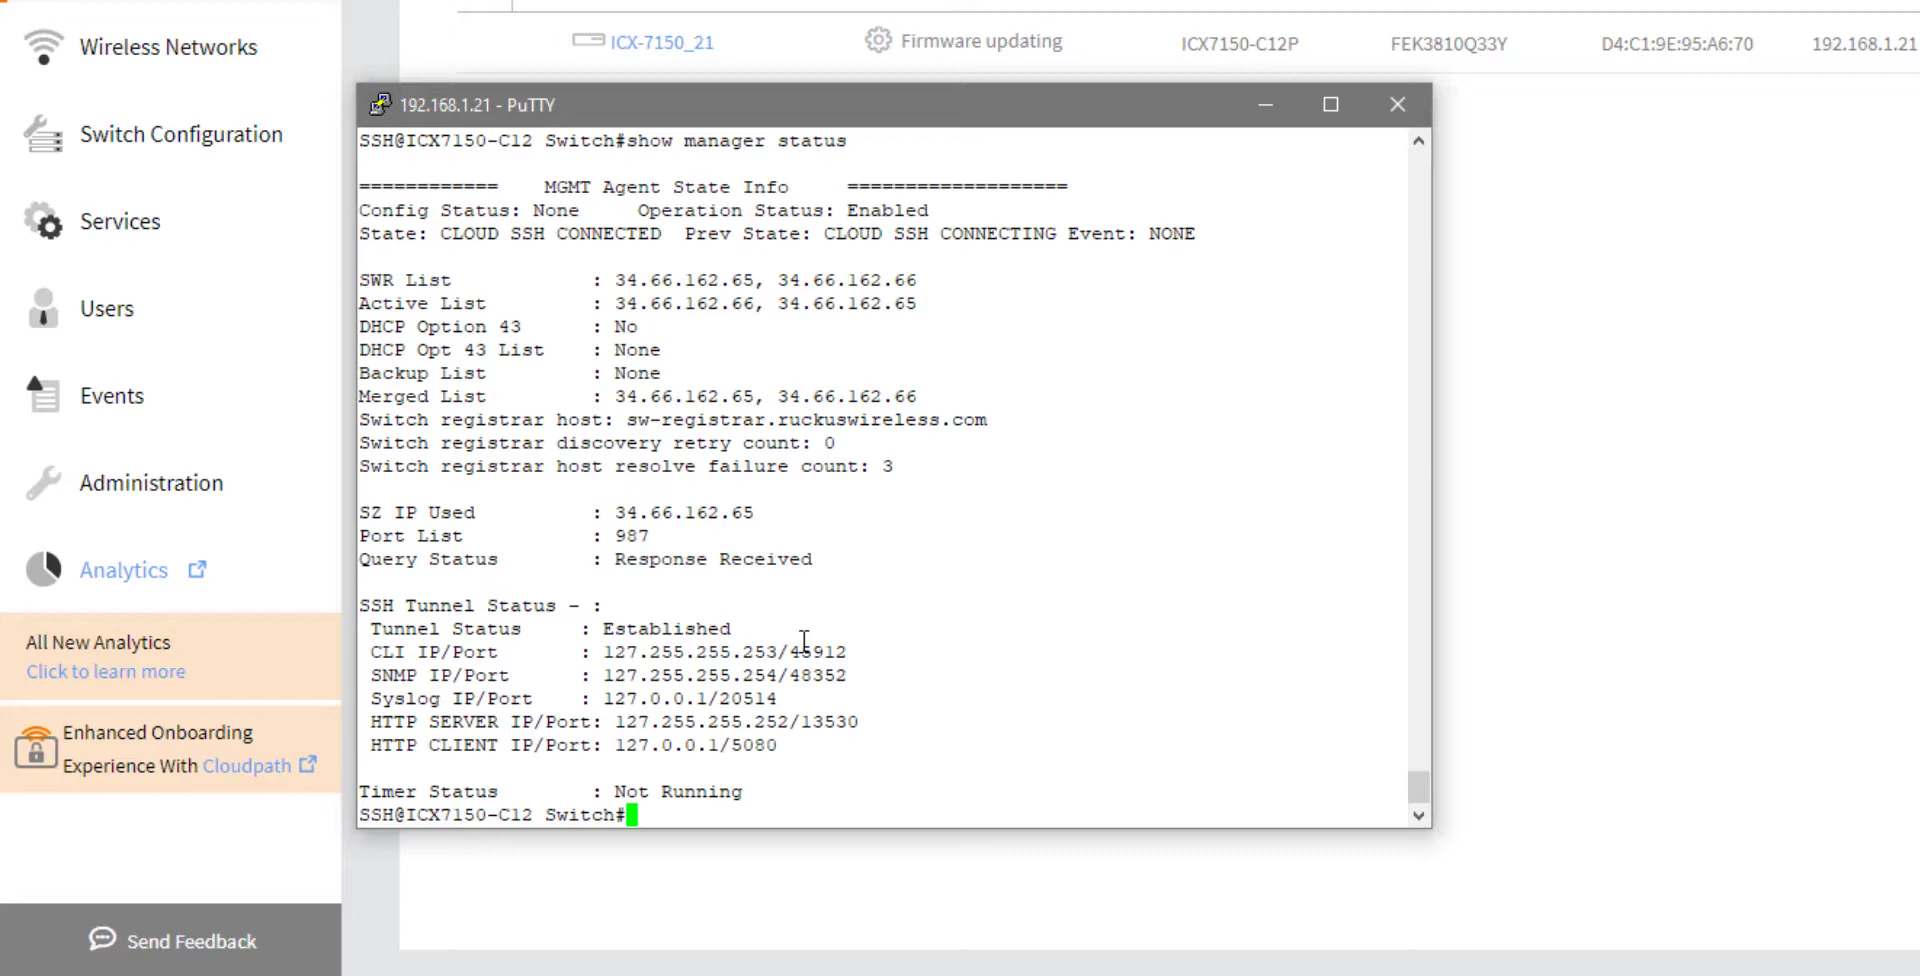 Wireless Networks
Switch Configuration
Services
Users
Events
Administration
Analytics
All New Analytics
Click to learn more
Enhanced Onboarding
Experience With Cloudpath
Send Feedback
ICX-7150_21 Firmware updating ICX7150-C12P FEK3810Q33Y D4:C1:9E:95:A6:70 192.168.1.21
192.168.1.21 - PuTTY
SSH@ICX7150-C12 Switch#show manager status
============ MGMT Agent State Info ===================
Config Status: None Operation Status: Enabled
State: CLOUD SSH CONNECTED Prev State: CLOUD SSH CONNECTING Event: NONE
SWR List : 34.66.162.65, 34.66.162.66
Active List : 34.66.162.66, 34.66.162.65
DHCP Option 43 : No
DHCP Opt 43 List : None
Backup List : None
Merged List : 34.66.162.65, 34.66.162.66
Switch registrar host: sw-registrar.ruckuswireless.com
Switch registrar discovery retry count: 0
Switch registrar host resolve failure count: 3
SZ IP Used : 34.66.162.65
Port List : 987
Query Status : Response Received
SSH Tunnel Status - :
Tunnel Status : Established
CLI IP/Port :
SNMP IP/Port : 127.255.255.254/48352
Syslog IP/Port : 127.0.0.1/20514
HTTP SERVER IP/Port: 127.255.255.252/13530
HTTP CLIENT IP/Port: 127.0.0.1/5080
Timer Status : Not Running
SSH@ICX7150-C12 Switch#